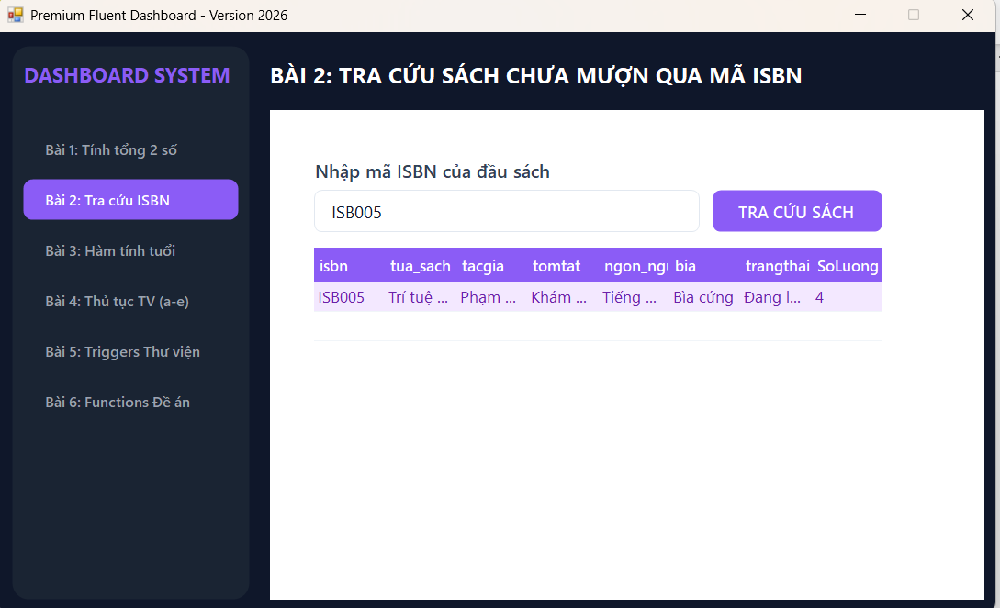 Premium Fluent Dashboard - Version 2026
DASHBOARD SYSTEM
Bài 1: Tính tổng 2 số
Bài 2: Tra cứu ISBN
Bài 3: Hàm tính tuổi
Bài 4: Thủ tục TV (a-e)
Bài 5: Triggers Thư viện
Bài 6: Functions Đề án
BÀI 2: TRA CỨU SÁCH CHƯA MƯỢN QUA MÃ ISBN
Nhập mã ISBN của đầu sách
ISB005 TRA CỨU SÁCH
isbn tua_sach tacgia tomtat ngon_ng bia trangthai SoLuong
ISB005 Trí tuệ ... Phạm ... Khám ... Tiếng ... Bìa cứng Đang l... 4